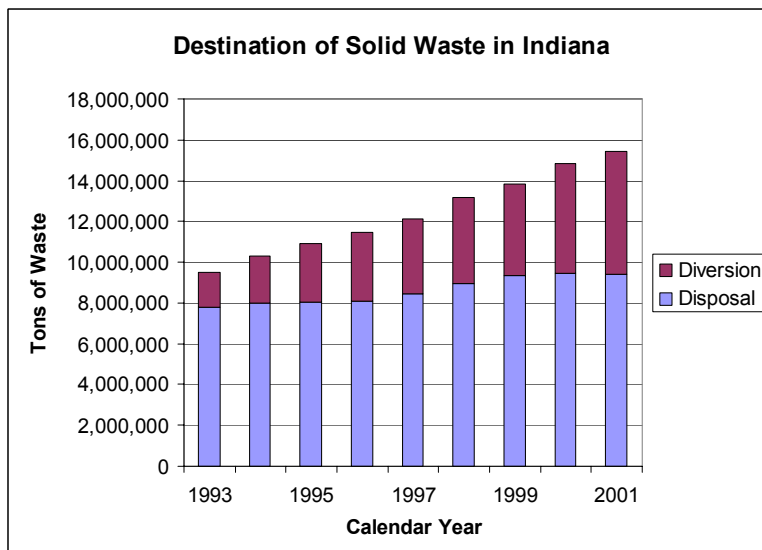 Destination of Solid Waste in Indiana
18,000,000
16,000,000
14,000,000
12,000,000
10,000,000
8,000,000
6,000,000
4,000,000
2,000,000
0
Tons of Waste
1993 1995 1997 1999 2001
Calendar Year
Diversion
Disposal